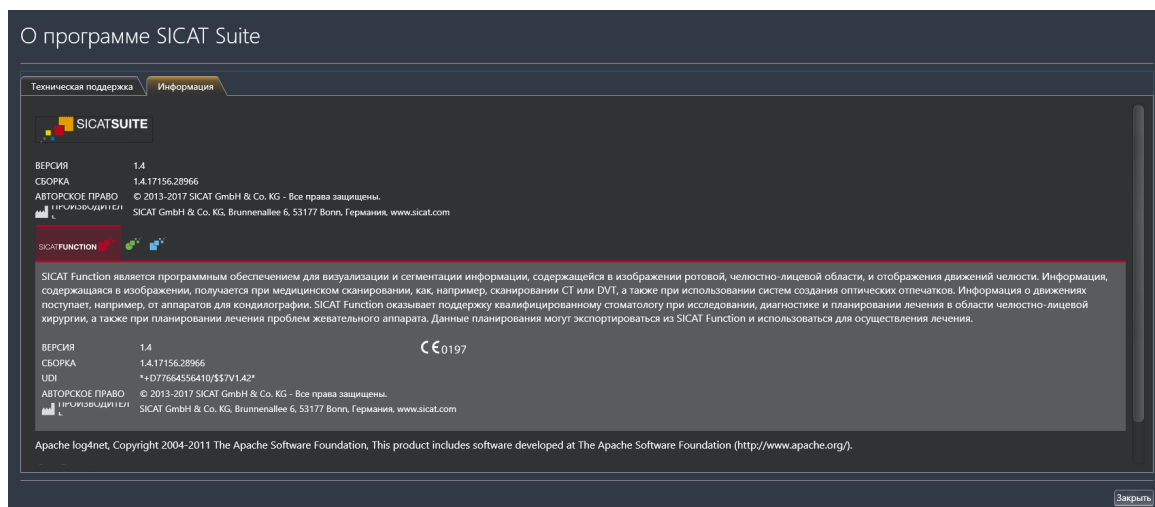 О программе SICAT Suite
Техническая поддержка
Информация
SICATSUITE
ВЕРСИЯ 1.4
СБОРКА 1.4.17156.28966
АВТОРСКОЕ ПРАВО © 2013-2017 SICAT GmbH & Co. KG - Все права защищены.
SICAT GmbH & Co. KG, Brunnenallee 6, 53177 Bonn, Германия, www.sicat.com
SICATFUNCTION
SICAT Function является программным обеспечением для визуализации и сегментации информации, содержащейся в изображении ротовой, челюстно-лицевой области, и отображения движений челюсти. Информация,
содержащаяся в изображении, получается при медицинском сканировании, как, например, сканировании CT или DVT, а также при использовании систем создания оптических отпечатков. Информация о движениях
поступает, например, от аппаратов для кондилографии. SICAT Function оказывает поддержку квалифицированному стоматологу при исследовании, диагностике и планировании лечения в области челюстно-лицевой
хирургии, а также при планировании лечения проблем жевательного аппарата. Данные планирования могут экспортироваться из SICAT Function и использоваться для осуществления лечения.
ВЕРСИЯ 1.4 CE0197
СБОРКА 1.4.17156.28966
UDI *+D77664556410/$$7V1.42*
АВТОРСКОЕ ПРАВО © 2013-2017 SICAT GmbH & Co. KG - Все права защищены.
SICAT GmbH & Co. KG, Brunnenallee 6, 53177 Bonn, Германия, www.sicat.com
Apache log4net, Copyright 2004-2011 The Apache Software Foundation, This product includes software developed at The Apache Software Foundation (http://www.apache.org/).
Закрыть